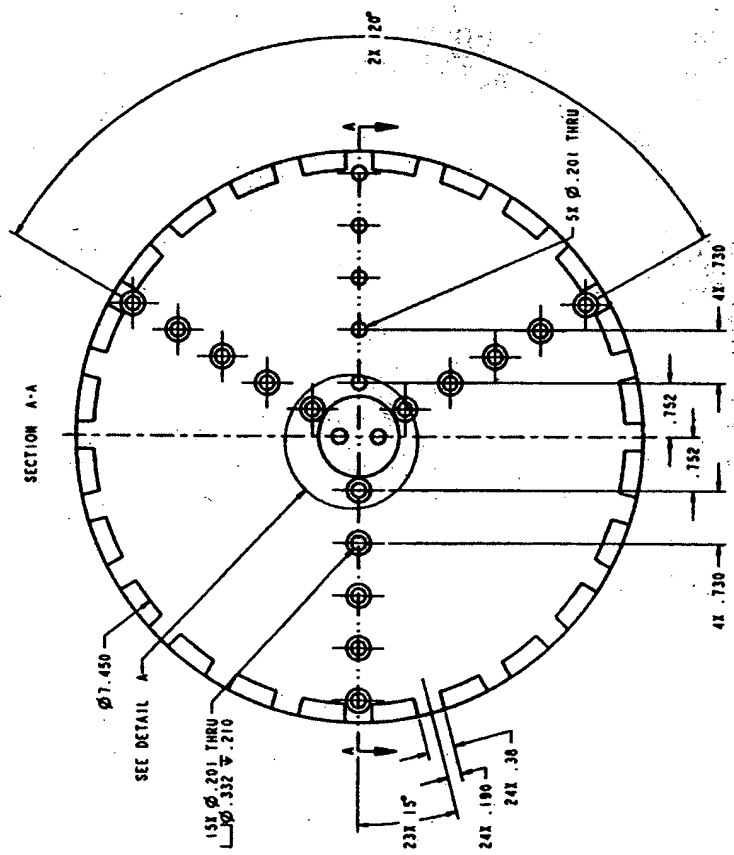 SECTION A-A
2X 120°
A
5X Ø.201 THRU
4X .730
.752
.752
4X .730
Ø7.450
SEE DETAIL A
15X Ø.201 THRU
⌴Ø.332 ↧.210
A
23X 15°
24X .190
24X .38